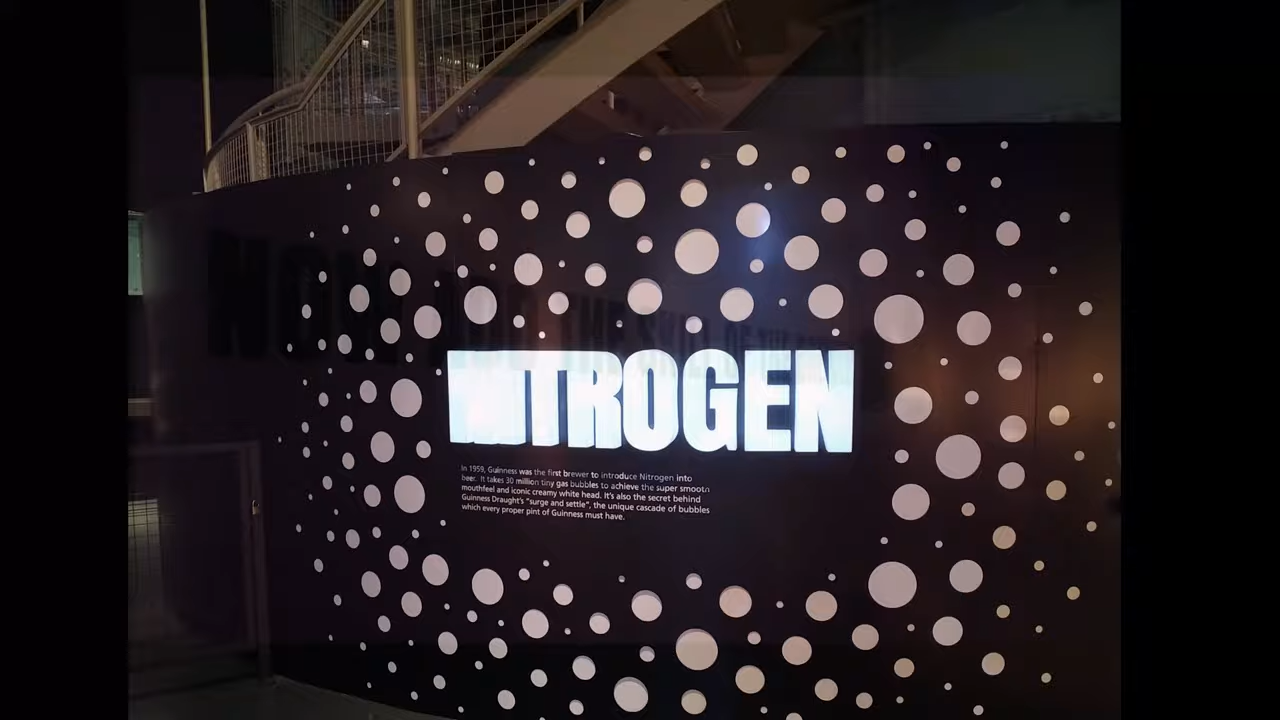 NITROGEN
In 1959, Guinness was the first brewer to introduce Nitrogen into
beer. It takes 30 million tiny gas bubbles to achieve the super smooth
mouthfeel and iconic creamy white head. It's also the secret behind
Guinness Draught's "surge and settle", the unique cascade of bubbles
which every proper pint of Guinness must have.